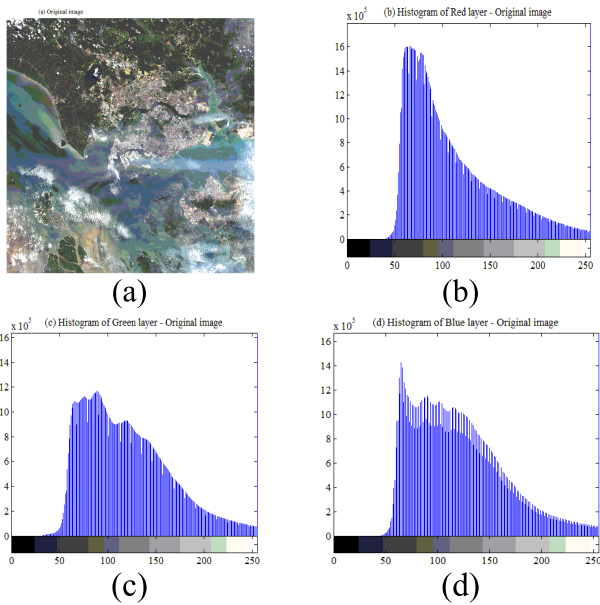 (a) Original image
(a)
(b) Histogram of Red layer - Original image
x 10^5
16
14
12
10
8
6
4
2
0
0 50 100 150 200 250
(b)
(c) Histogram of Green layer - Original image
x 10^5
16
14
12
10
8
6
4
2
0
0 50 100 150 200 250
(c)
(d) Histogram of Blue layer - Original image
x 10^5
16
14
12
10
8
6
4
2
0
0 50 100 150 200 250
(d)